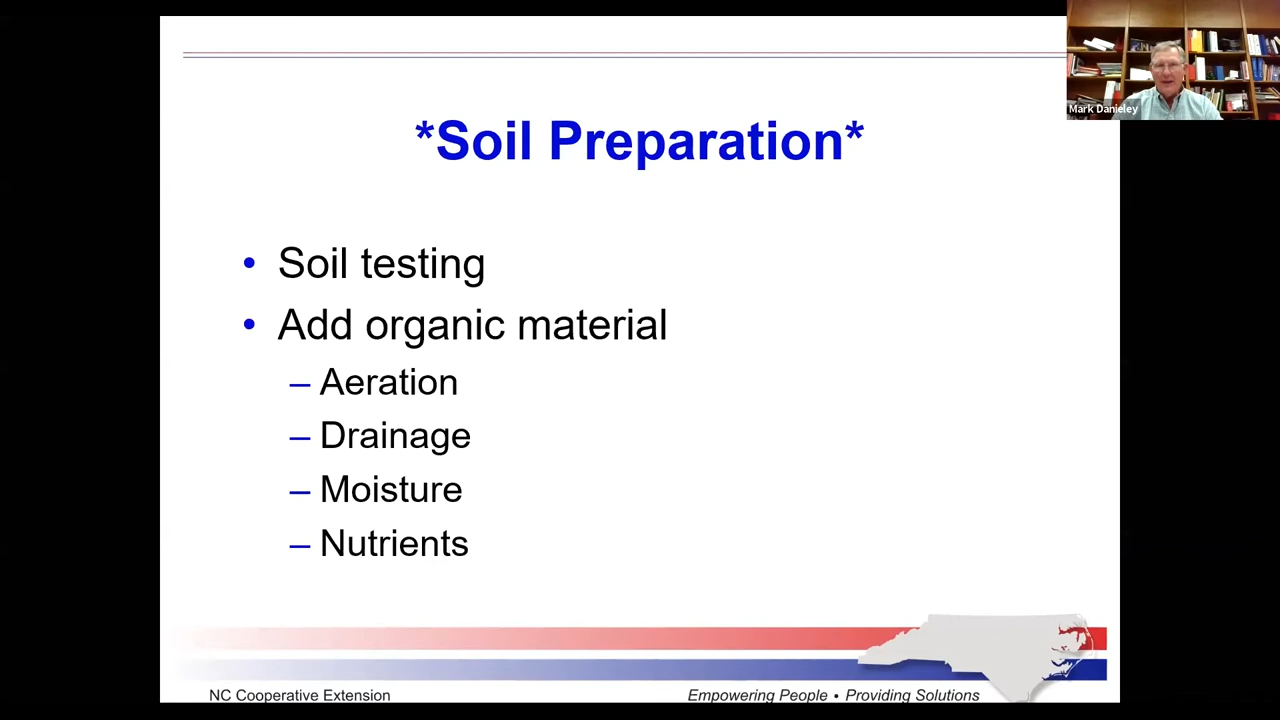 Mark Danieley
*Soil Preparation*
• Soil testing
• Add organic material
– Aeration
– Drainage
– Moisture
– Nutrients
NC Cooperative Extension
Empowering People • Providing Solutions